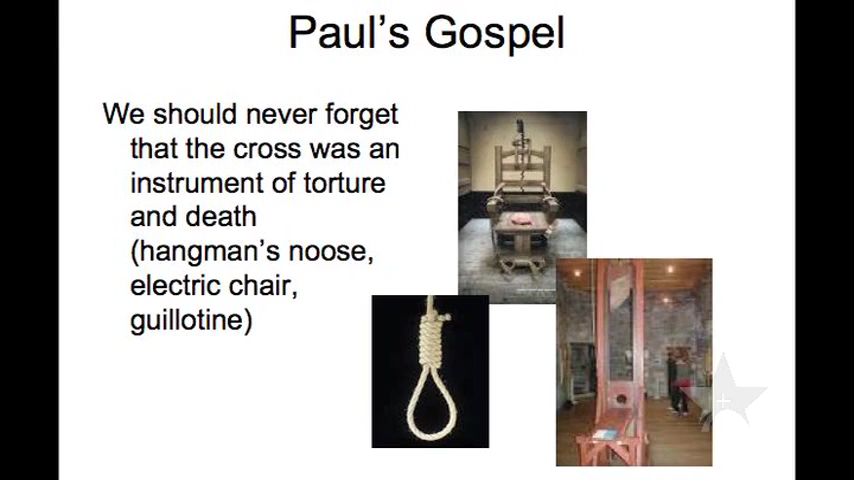 Paul’s Gospel
We should never forget
that the cross was an
instrument of torture
and death
(hangman’s noose,
electric chair,
guillotine)